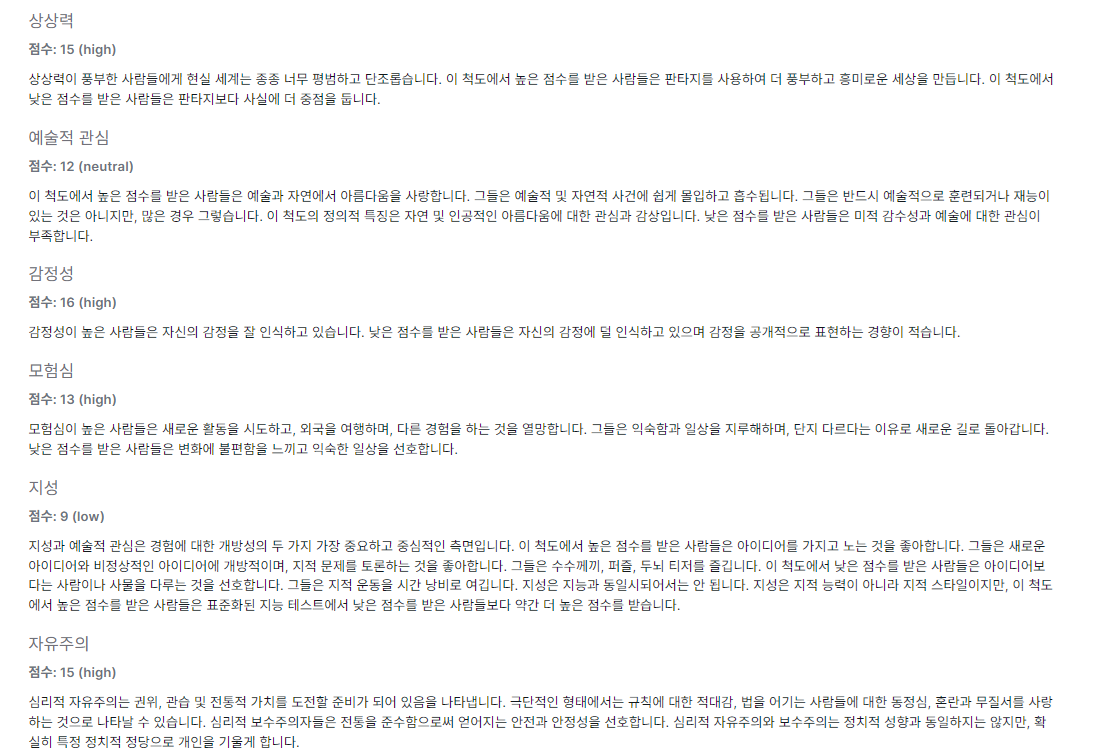 상상력
점수: 15 (high)
상상력이 풍부한 사람들에게 현실 세계는 종종 너무 평범하고 단조롭습니다. 이 척도에서 높은 점수를 받은 사람들은 판타지를 사용하여 더 풍부하고 흥미로운 세상을 만듭니다. 이 척도에서
낮은 점수를 받은 사람들은 판타지보다 사실에 더 중점을 둡니다.
예술적 관심
점수: 12 (neutral)
이 척도에서 높은 점수를 받은 사람들은 예술과 자연에서 아름다움을 사랑합니다. 그들은 예술적 및 자연적 사건에 쉽게 몰입하고 흡수됩니다. 그들은 반드시 예술적으로 훈련되거나 재능이
있는 것은 아니지만, 많은 경우 그렇습니다. 이 척도의 정의적 특징은 자연 및 인공적인 아름다움에 대한 관심과 감상입니다. 낮은 점수를 받은 사람들은 미적 감수성과 예술에 대한 관심이
부족합니다.
감정성
점수: 16 (high)
감정성이 높은 사람들은 자신의 감정을 잘 인식하고 있습니다. 낮은 점수를 받은 사람들은 자신의 감정에 덜 인식하고 있으며 감정을 공개적으로 표현하는 경향이 적습니다.
모험심
점수: 13 (high)
모험심이 높은 사람들은 새로운 활동을 시도하고, 외국을 여행하며, 다른 경험을 하는 것을 열망합니다. 그들은 익숙함과 일상을 지루해하며, 단지 다르다는 이유로 새로운 길로 돌아갑니다.
낮은 점수를 받은 사람들은 변화에 불편함을 느끼고 익숙한 일상을 선호합니다.
지성
점수: 9 (low)
지성과 예술적 관심은 경험에 대한 개방성의 두 가지 가장 중요하고 중심적인 측면입니다. 이 척도에서 높은 점수를 받은 사람들은 아이디어를 가지고 노는 것을 좋아합니다. 그들은 새로운
아이디어와 비정상적인 아이디어에 개방적이며, 지적 문제를 토론하는 것을 좋아합니다. 그들은 수수께끼, 퍼즐, 두뇌 티저를 즐깁니다. 이 척도에서 낮은 점수를 받은 사람들은 아이디어보
다는 사람이나 사물을 다루는 것을 선호합니다. 그들은 지적 운동을 시간 낭비로 여깁니다. 지성은 지능과 동일시되어서는 안 됩니다. 지성은 지적 능력이 아니라 지적 스타일이지만, 이 척도
에서 높은 점수를 받은 사람들은 표준화된 지능 테스트에서 낮은 점수를 받은 사람들보다 약간 더 높은 점수를 받습니다.
자유주의
점수: 15 (high)
심리적 자유주의는 권위, 관습 및 전통적 가치를 도전할 준비가 되어 있음을 나타냅니다. 극단적인 형태에서는 규칙에 대한 적대감, 법을 어기는 사람들에 대한 동정심, 혼란과 무질서를 사랑
하는 것으로 나타날 수 있습니다. 심리적 보수주의자들은 전통을 준수함으로써 얻어지는 안전과 안정성을 선호합니다. 심리적 자유주의와 보수주의는 정치적 성향과 동일하지는 않지만, 확
실히 특정 정치적 정당으로 개인을 기울게 합니다.